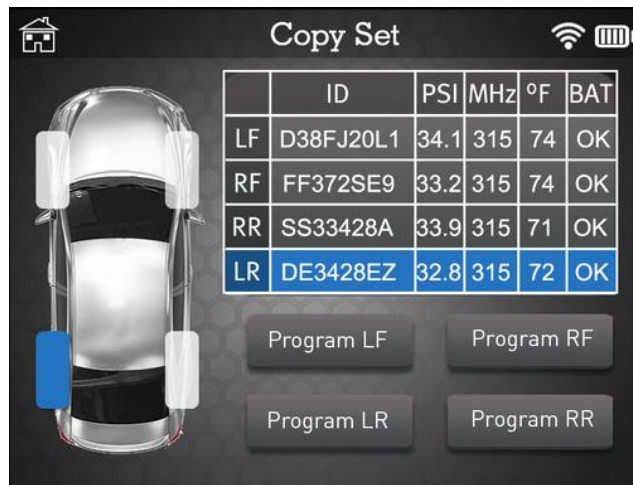 Copy Set
ID PSI MHz ºF BAT
LF D38FJ20L1 34.1 315 74 OK
RF FF372SE9 33.2 315 74 OK
RR SS33428A 33.9 315 71 OK
LR DE3428EZ 32.8 315 72 OK
Program LF Program RF
Program LR Program RR